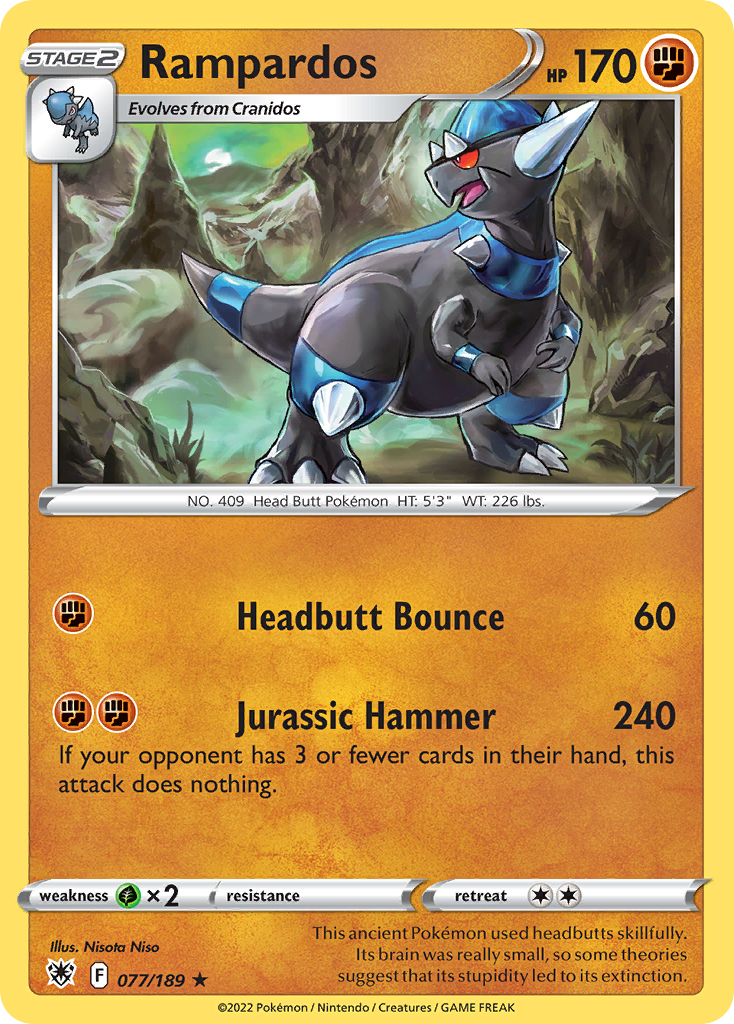 STAGE2
Rampardos
HP 170
Evolves from Cranidos
NO. 409 Head Butt Pokémon HT: 5'3" WT: 226 lbs.
Headbutt Bounce 60
Jurassic Hammer 240
If your opponent has 3 or fewer cards in their hand, this
attack does nothing.
weakness ×2 resistance retreat
Illus. Nisota Niso
This ancient Pokémon used headbutts skillfully.
Its brain was really small, so some theories
suggest that its stupidity led to its extinction.
F 077/189 ★
©2022 Pokémon / Nintendo / Creatures / GAME FREAK